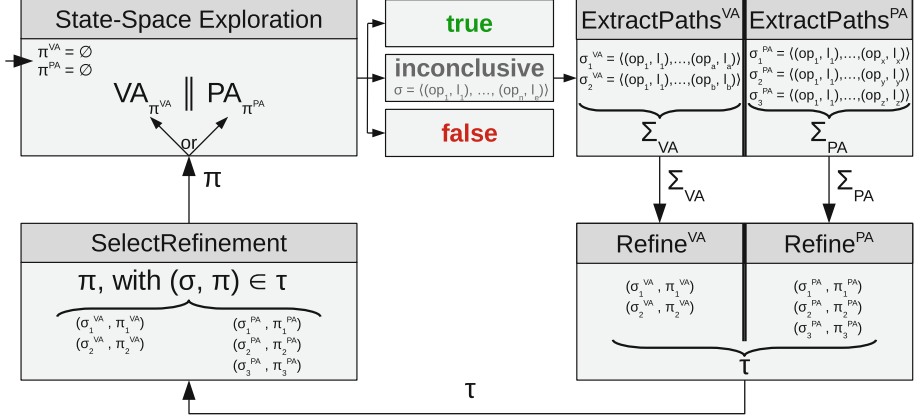 State-Space Exploration
π^VA = ∅
π^PA = ∅
VA_π^VA || PA_π^PA
or
π
true
inconclusive
σ = ⟨(op_1, l_1), ..., (op_n, l_e)⟩
false
ExtractPaths^VA
σ_1^VA = ⟨(op_1, l_1),...,(op_a, l_a)⟩
σ_2^VA = ⟨(op_1, l_1),...,(op_b, l_b)⟩
Σ_VA
ExtractPaths^PA
σ_1^PA = ⟨(op_1, l_1),...,(op_x, l_x)⟩
σ_2^PA = ⟨(op_1, l_1),...,(op_y, l_y)⟩
σ_3^PA = ⟨(op_1, l_1),...,(op_z, l_z)⟩
Σ_PA
Σ_VA
Σ_PA
SelectRefinement
π, with (σ, π) ∈ τ
(σ_1^VA , π_1^VA)
(σ_2^VA , π_2^VA)
(σ_1^PA , π_1^PA)
(σ_2^PA , π_2^PA)
(σ_3^PA , π_3^PA)
Refine^VA
(σ_1^VA , π_1^VA)
(σ_2^VA , π_2^VA)
Refine^PA
(σ_1^PA , π_1^PA)
(σ_2^PA , π_2^PA)
(σ_3^PA , π_3^PA)
τ
τ